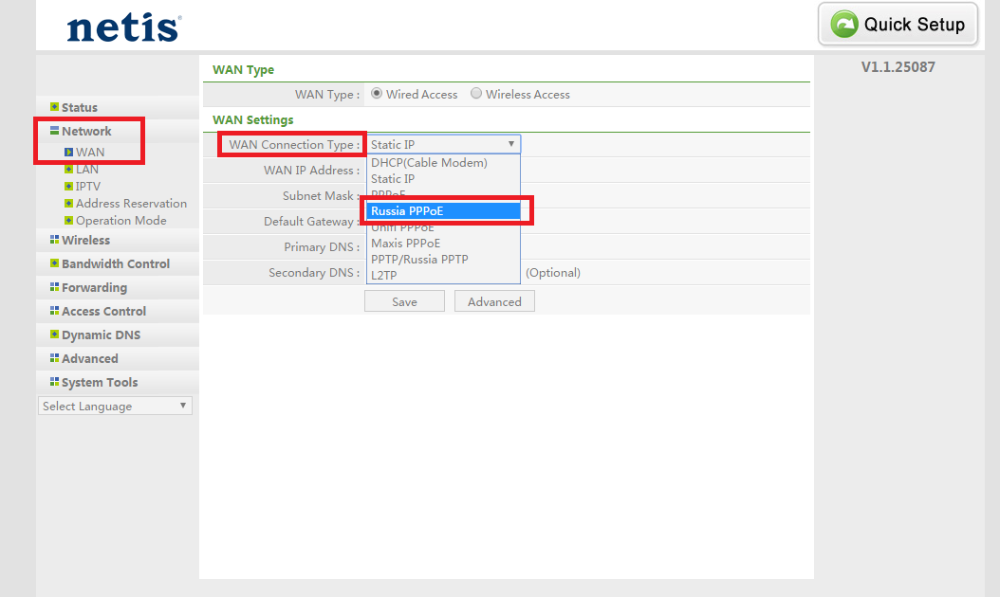 netis
Quick Setup
V1.1.25087
Status
Network
WAN
LAN
IPTV
Address Reservation
Operation Mode
Wireless
Bandwidth Control
Forwarding
Access Control
Dynamic DNS
Advanced
System Tools
Select Language
WAN Type
WAN Type : Wired Access Wireless Access
WAN Settings
WAN Connection Type : Static IP
DHCP(Cable Modem)
Static IP
PPPoE
Russia PPPoE
Unifi PPPoE
Maxis PPPoE
PPTP/Russia PPTP
L2TP
WAN IP Address :
Subnet Mask :
Default Gateway :
Primary DNS :
Secondary DNS : (Optional)
Save Advanced